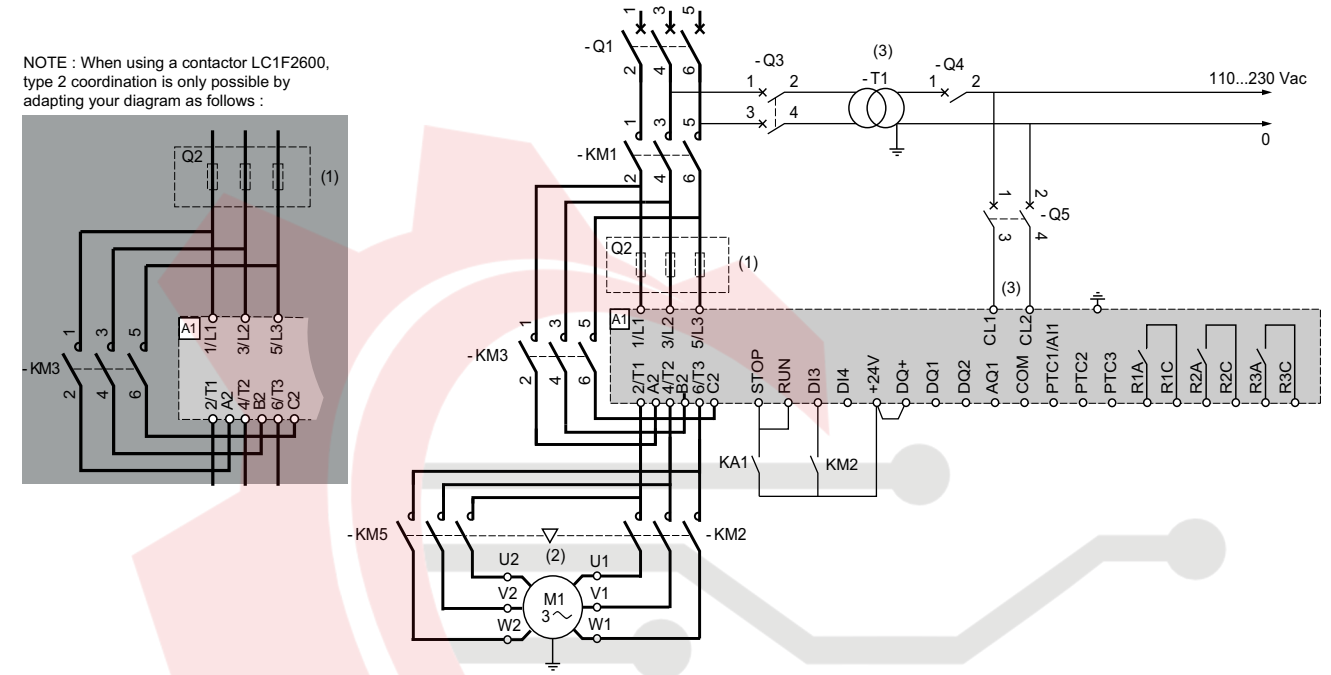 NOTE : When using a contactor LC1F2600,
type 2 coordination is only possible by
adapting your diagram as follows :
Q2
(1)
1
3
5
-KM3
2
4
6
A1
1/L1
3/L2
5/L3
2/T1
A2
4/T2
B2
6/T3
C2
1
3
5
-Q1
2
4
6
-Q3
1
2
3
4
(3)
-T1
-Q4
1
2
110...230 Vac
0
1
3
5
-KM1
2
4
6
1
2
-Q5
3
4
Q2
(1)
(3)
1
3
5
-KM3
2
4
6
A1
1/L1
3/L2
5/L3
CL1
CL2
2/T1
A2
4/T2
B2
6/T3
C2
STOP
RUN
DI3
DI4
+24V
DQ+
DQ1
DQ2
AQ1
COM
PTC1/AI1
PTC2
PTC3
R1A
R1C
R2A
R2C
R3A
R3C
KA1
KM2
-KM5
(2)
-KM2
U2
U1
V2
M1
3
V1
W2
W1